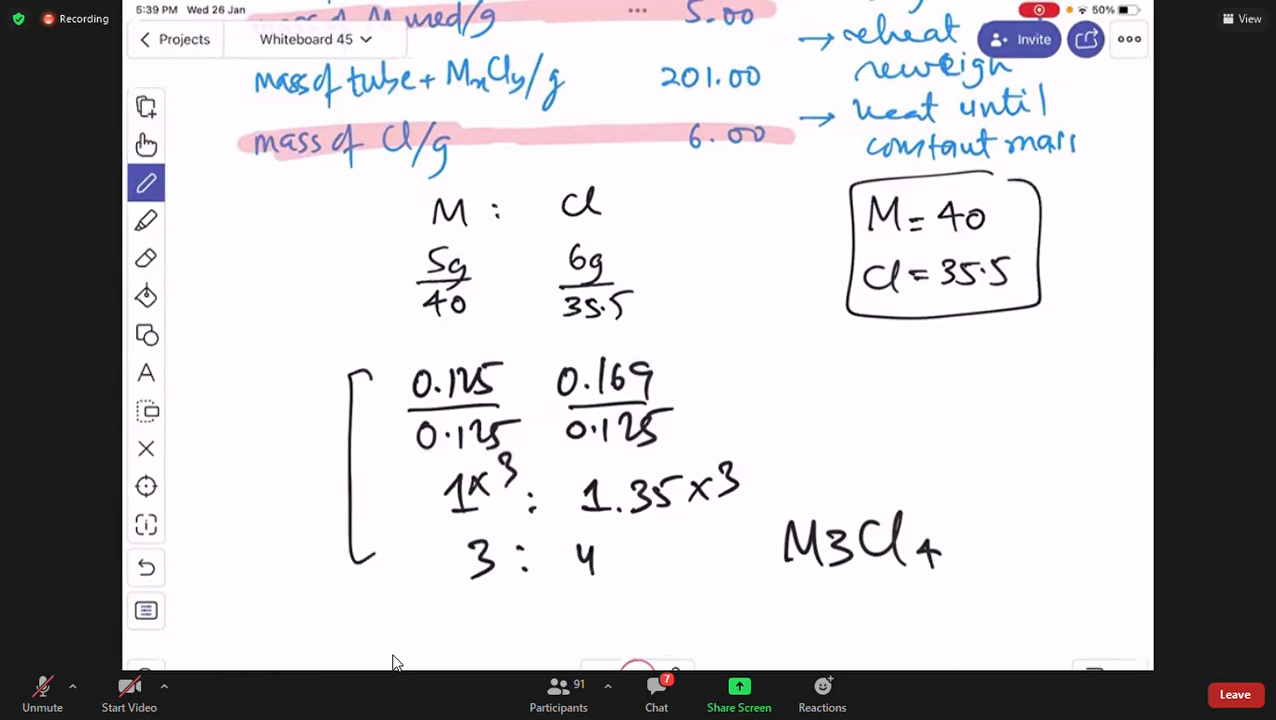 Recording
5:39 PM Wed 26 Jan
50%
View
Projects
Whiteboard 45
Invite
mass of M used/g 5.00
mass of tube + MxCly/g 201.00
mass of Cl/g 6.00
→ reheat
reweigh
→ heat until
constant mass
M : Cl
5g 6g
40 35.5
M = 40
Cl = 35.5
0.125 0.169
0.125 0.125
1 x 3 : 1.35 x 3
3 : 4
M3Cl4
A
Unmute
Start Video
91
Participants
7
Chat
Share Screen
Reactions
Leave